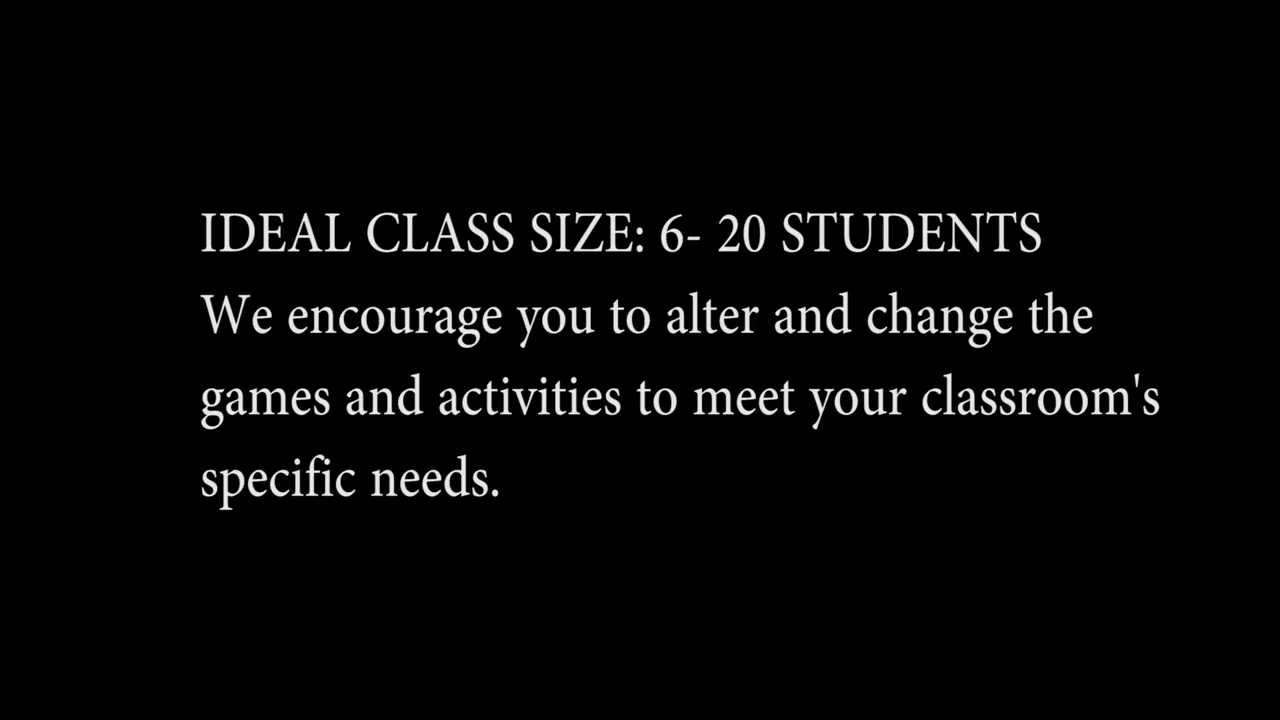 IDEAL CLASS SIZE: 6- 20 STUDENTS
We encourage you to alter and change the
games and activities to meet your classroom's
specific needs.